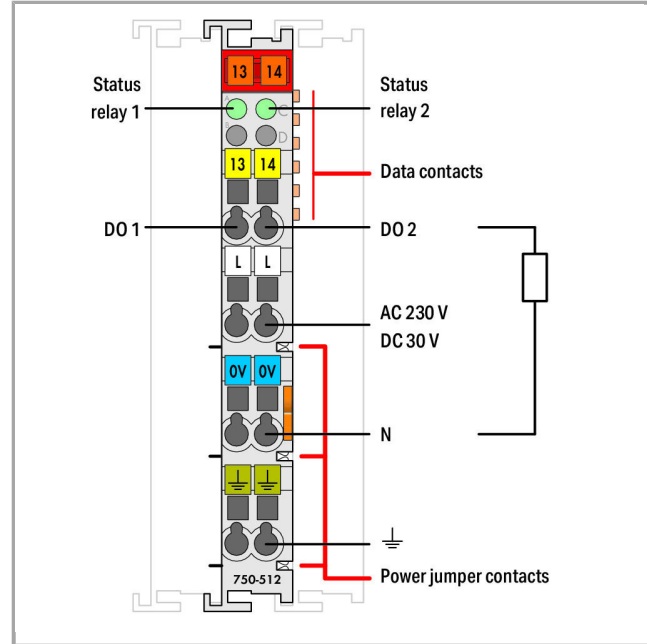 13 14
Status
relay 1
Status
relay 2
A C
B D
Data contacts
13 14
DO 1
DO 2
L L
AC 230 V
DC 30 V
0V 0V
N
Power jumper contacts
750-512